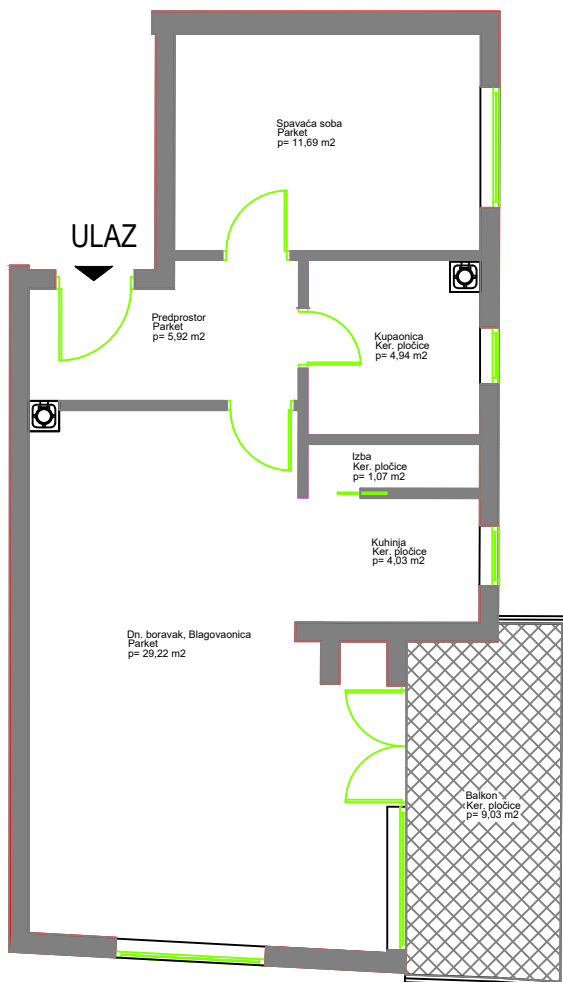 Spavaća soba
Parket
p= 11,69 m2
ULAZ
Predprostor
Parket
p= 5,92 m2
Kupaonica
Ker. pločice
p= 4,94 m2
Izba
Ker. pločice
p= 1,07 m2
Kuhinja
Ker. pločice
p= 4,03 m2
Dn. boravak, Blagovaonica
Parket
p= 29,22 m2
Balkon
Ker. pločice
p= 9,03 m2